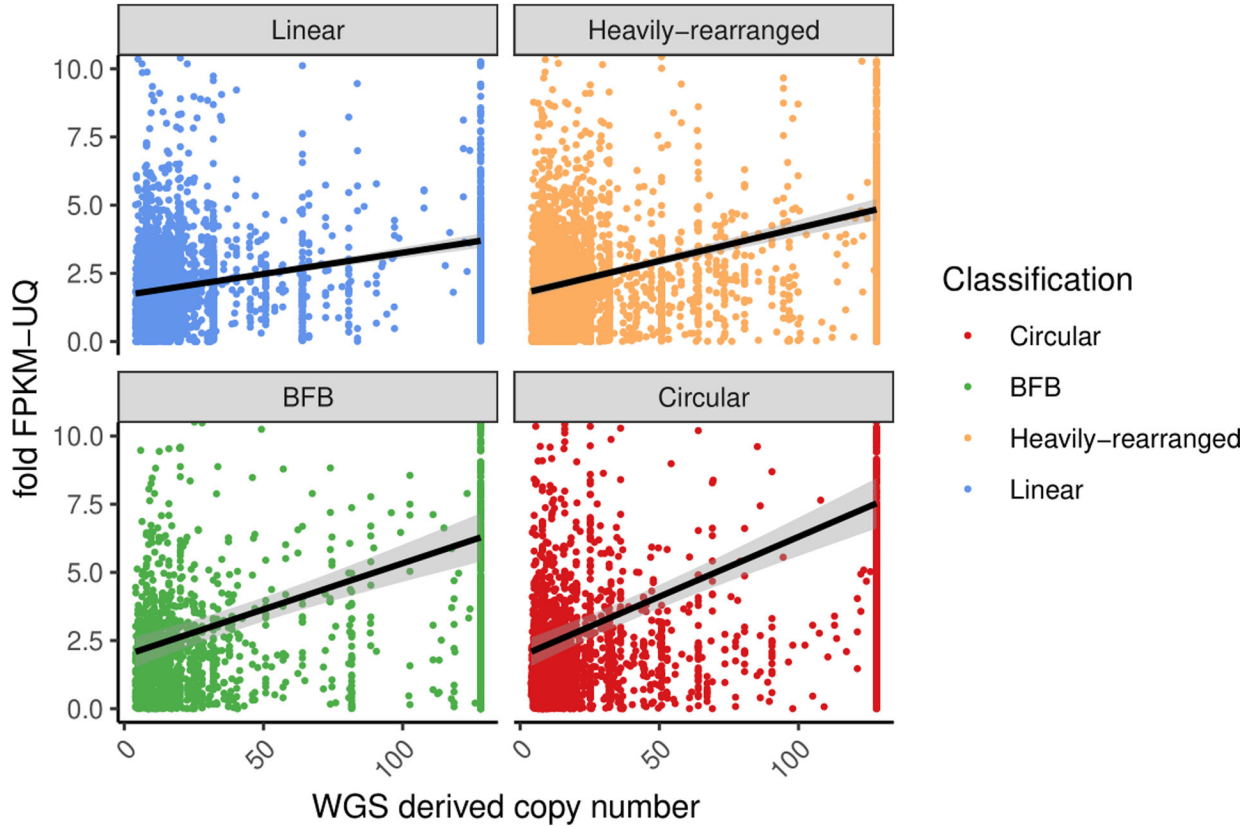 Linear
Heavily−rearranged
10.0
7.5
5.0
2.5
0.0
BFB
Circular
10.0
7.5
5.0
2.5
0.0
0
50
100
0
50
100
WGS derived copy number
fold FPKM−UQ
Classification
Circular
BFB
Heavily−rearranged
Linear